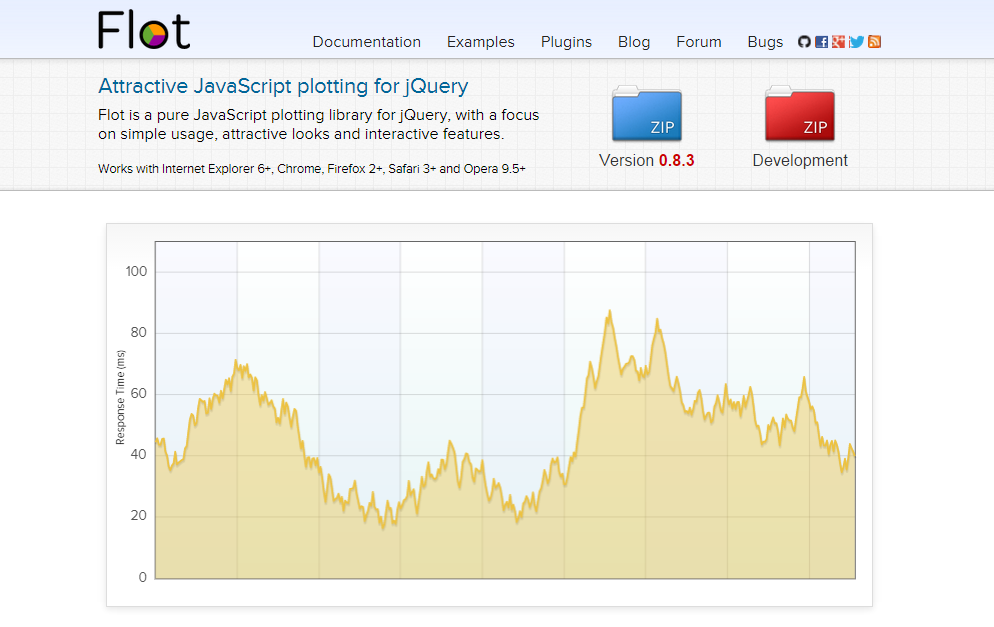 Flot
Documentation Examples Plugins Blog Forum Bugs
Attractive JavaScript plotting for jQuery
Flot is a pure JavaScript plotting library for jQuery, with a focus
on simple usage, attractive looks and interactive features.
Works with Internet Explorer 6+, Chrome, Firefox 2+, Safari 3+ and Opera 9.5+
ZIP
Version 0.8.3
ZIP
Development
Response Time (ms)
100
80
60
40
20
0